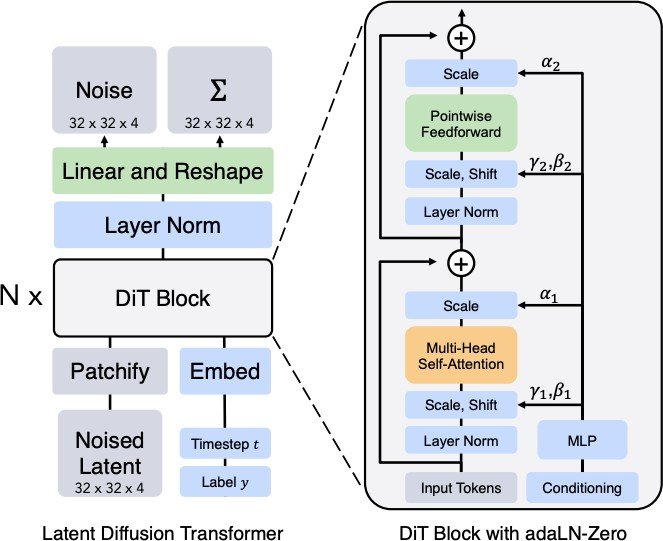 Noise
32 x 32 x 4
Σ
32 x 32 x 4
Linear and Reshape
Layer Norm
N x
DiT Block
Patchify
Embed
Noised
Latent
32 x 32 x 4
Timestep t
Label y
Latent Diffusion Transformer
+
Scale
α₂
Pointwise
Feedforward
Scale, Shift
γ₂,β₂
Layer Norm
+
Scale
α₁
Multi-Head
Self-Attention
Scale, Shift
γ₁,β₁
Layer Norm
MLP
Input Tokens
Conditioning
DiT Block with adaLN-Zero